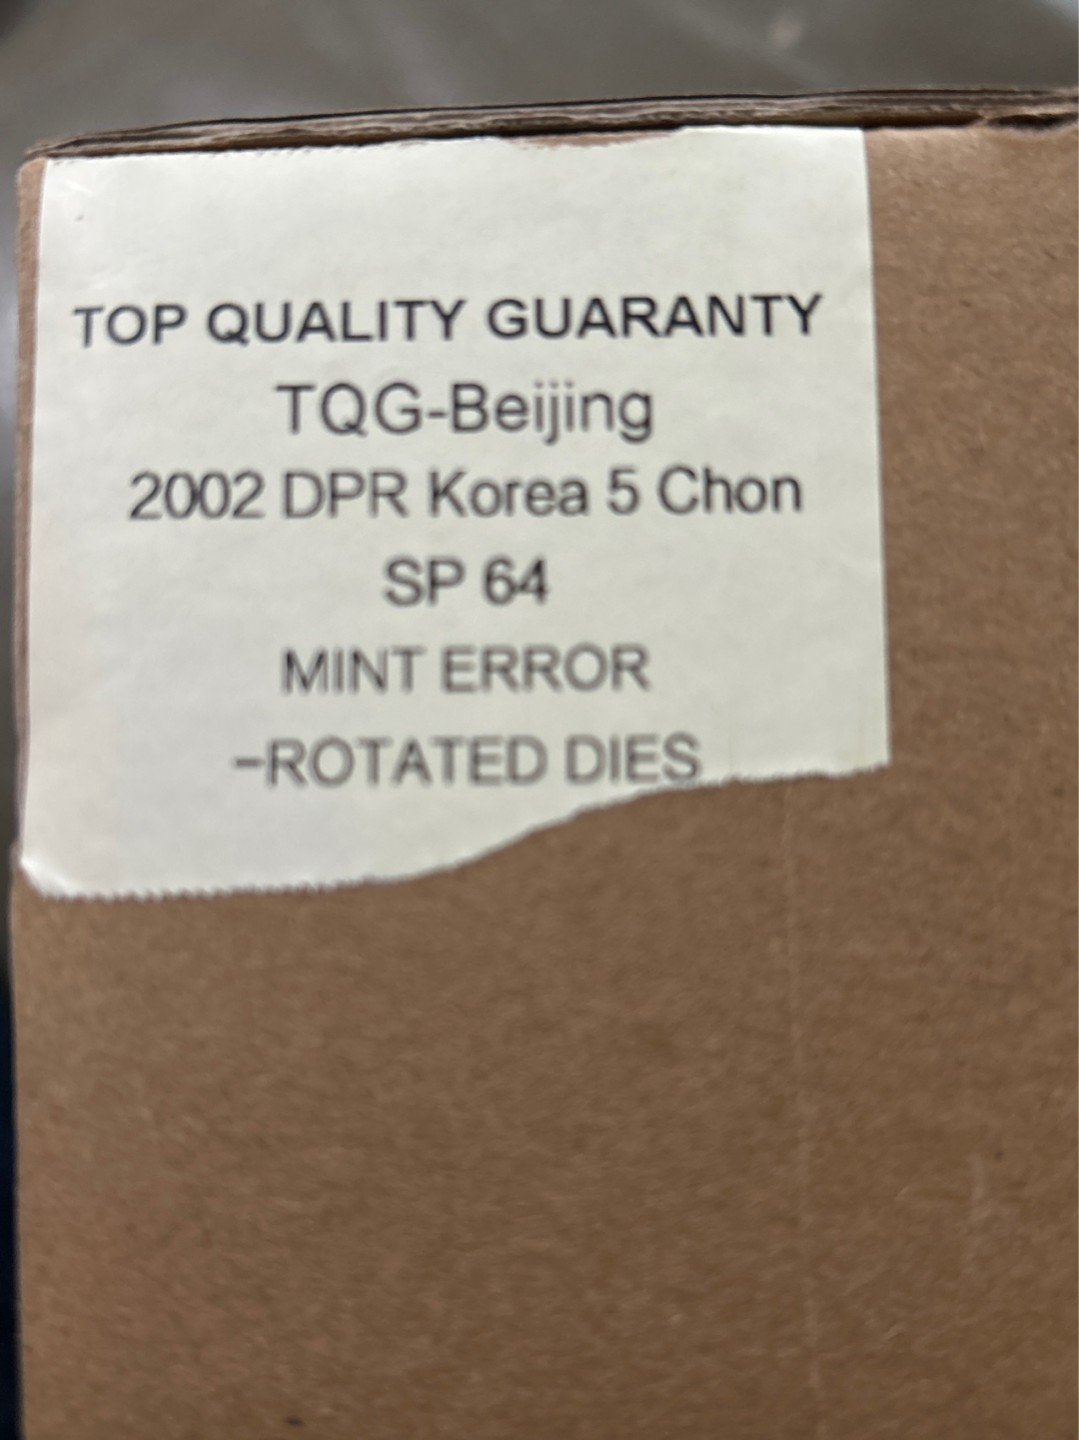 TOP QUALITY GUARANTY
TQG-Beijing
2002 DPR Korea 5 Chon
SP 64
MINT ERROR
-ROTATED DIES